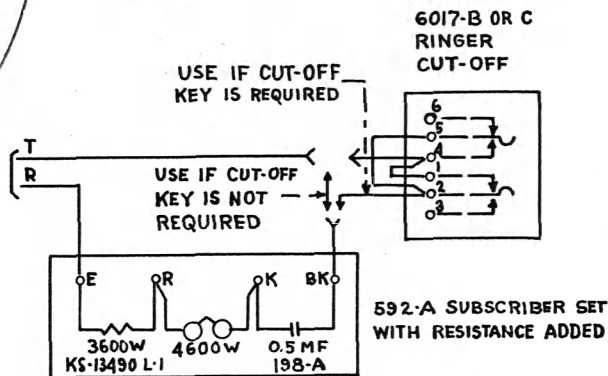 6017-B OR C
RINGER
CUT-OFF
USE IF CUT-OFF
KEY IS REQUIRED
6
5
4
1
2
3
T
R
USE IF CUT-OFF
KEY IS NOT
REQUIRED
E
R
K
BK
3600W
KS-13490 L-1
4600W
0.5 MF
198-A
592-A SUBSCRIBER SET
WITH RESISTANCE ADDED